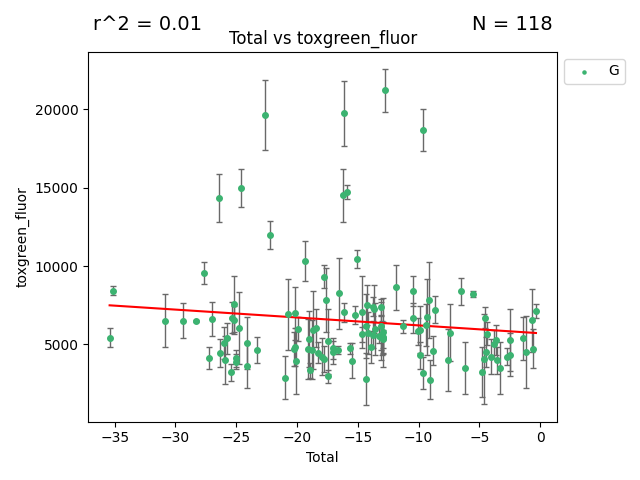 r^2 = 0.01
N = 118
Total vs toxgreen_fluor
G
20000
15000
10000
5000
toxgreen_fluor
−35
−30
−25
−20
−15
−10
−5
0
Total